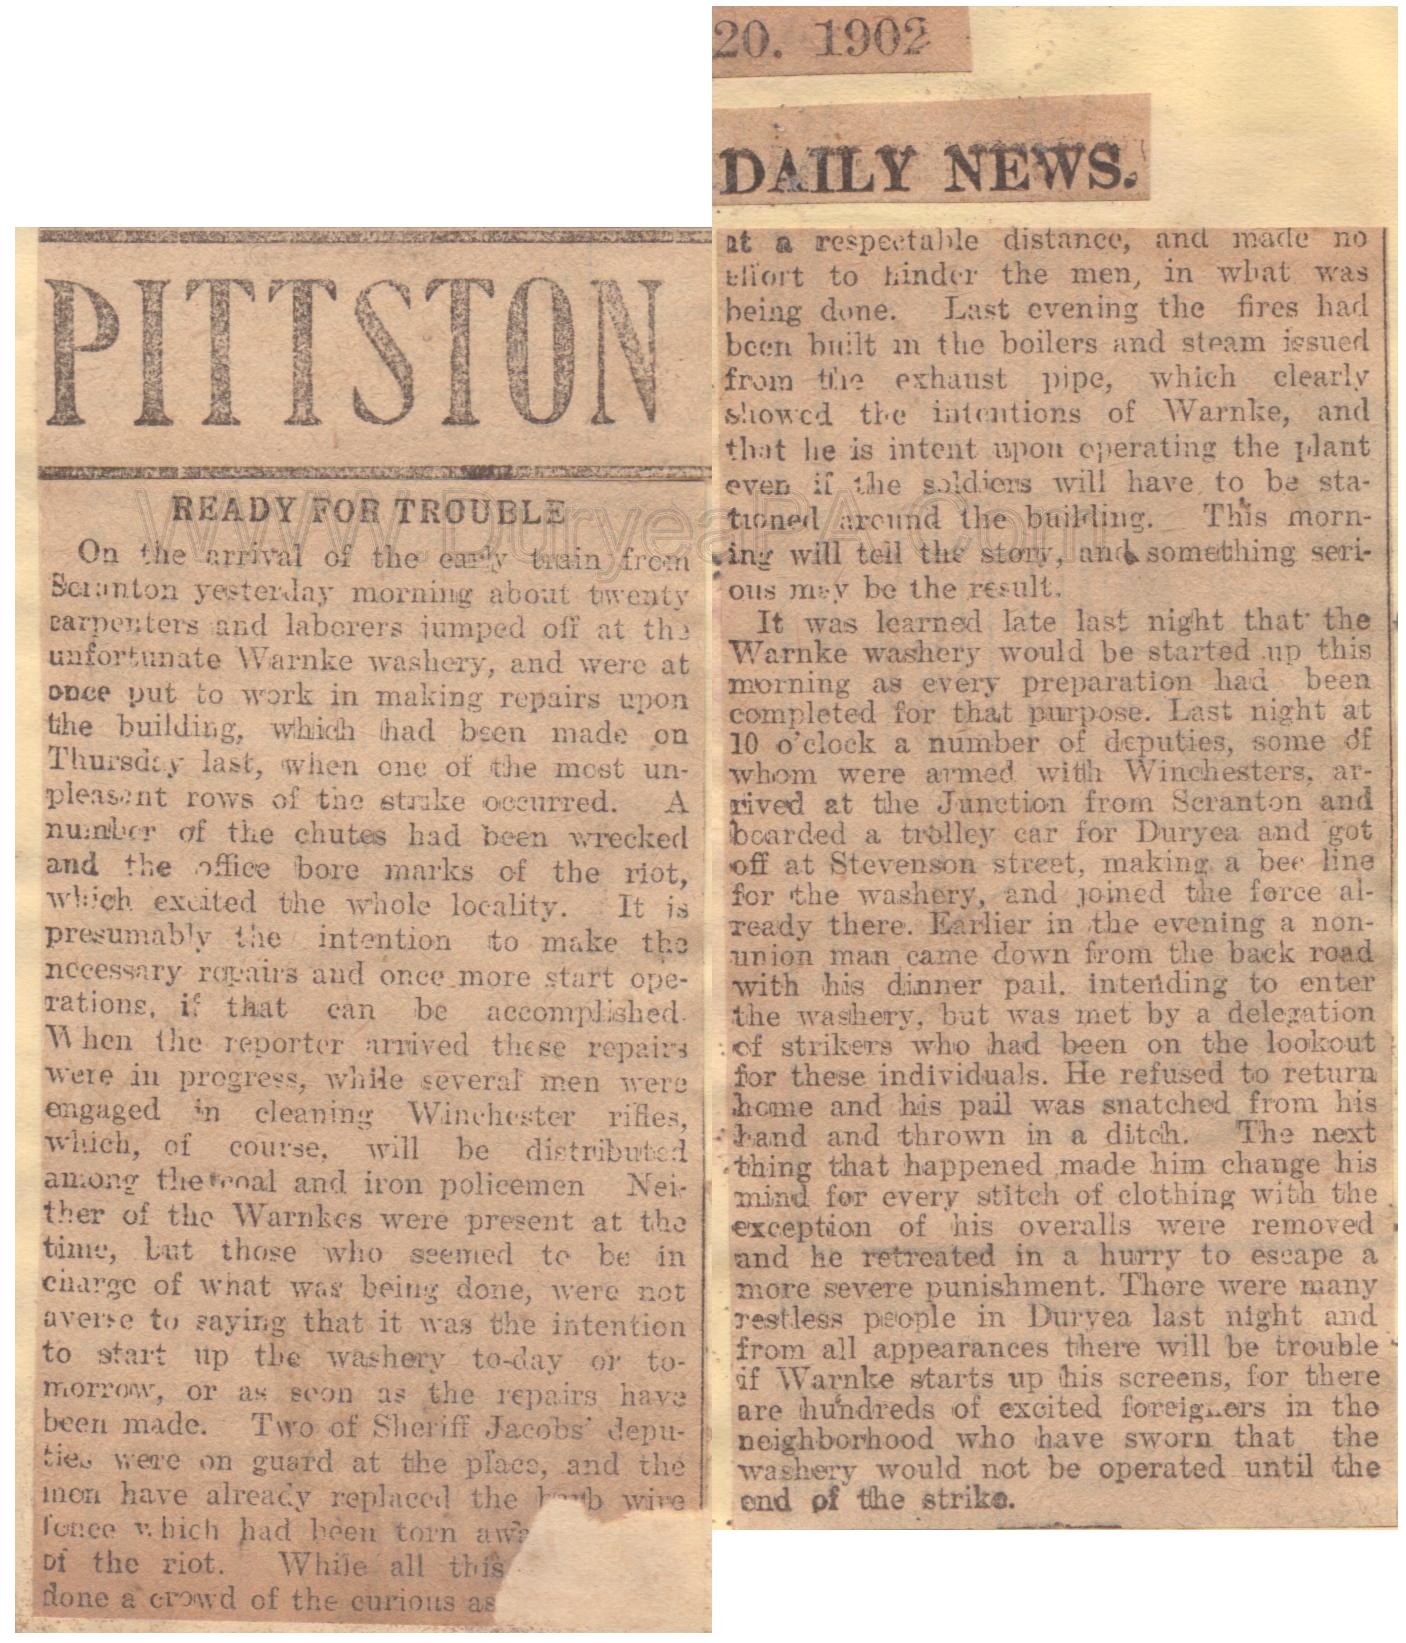 20. 1902
DAILY NEWS.
PITTSTON
READY FOR TROUBLE
On the arrival of the early train from
Scranton yesterday morning about twenty
carpenters and laborers jumped off at the
unfortunate Warnke washery, and were at
once put to work in making repairs upon
the building, which had been made on
Thursday last, when one of the most un-
pleasant rows of the strike occurred. A
number of the chutes had been wrecked
and the office bore marks of the riot,
which excited the whole locality. It is
presumably the intention to make the
necessary repairs and once more start ope-
rations, if that can be accomplished.
When the reporter arrived these repairs
were in progress, while several men were
engaged in cleaning Winchester rifles,
which, of course, will be distributed
among the coal and iron policemen Nei-
ther of the Warnkes were present at the
time, but those who seemed to be in
charge of what was being done, were not
averse to saying that it was the intention
to start up the washery to-day or to-
morrow, or as soon as the repairs have
been made. Two of Sheriff Jacobs' depu-
ties were on guard at the place, and the
men have already replaced the barb wire
fence which had been torn
of the riot. While all this
done a crowd of the curious
at a respectable distance, and made no
effort to hinder the men, in what was
being done. Last evening the fires had
been built in the boilers and steam issued
from the exhaust pipe, which clearly
showed the intentions of Warnke, and
that he is intent upon operating the plant
even if the soldiers will have to be sta-
tioned around the building. This morn-
ing will tell the story, and something seri-
ous may be the result.
It was learned late last night that the
Warnke washery would be started up this
morning as every preparation had been
completed for that purpose. Last night at
10 o'clock a number of deputies, some of
whom were armed with Winchesters, ar-
rived at the Junction from Scranton and
boarded a trolley car for Duryea and got
off at Stevenson street, making a bee line
for the washery, and joined the force al-
ready there. Earlier in the evening a non-
union man came down from the back road
with his dinner pail. intending to enter
the washery, but was met by a delegation
of strikers who had been on the lookout
for these individuals. He refused to return
home and his pail was snatched from his
hand and thrown in a ditch. The next
thing that happened made him change his
mind for every stitch of clothing with the
exception of his overalls were removed
and he retreated in a hurry to escape a
more severe punishment. There were many
restless people in Duryea last night and
from all appearances there will be trouble
if Warnke starts up his screens, for there
are hundreds of excited foreigners in the
neighborhood who have sworn that the
washery would not be operated until the
end of the strike.
www.DuryeaPA.com